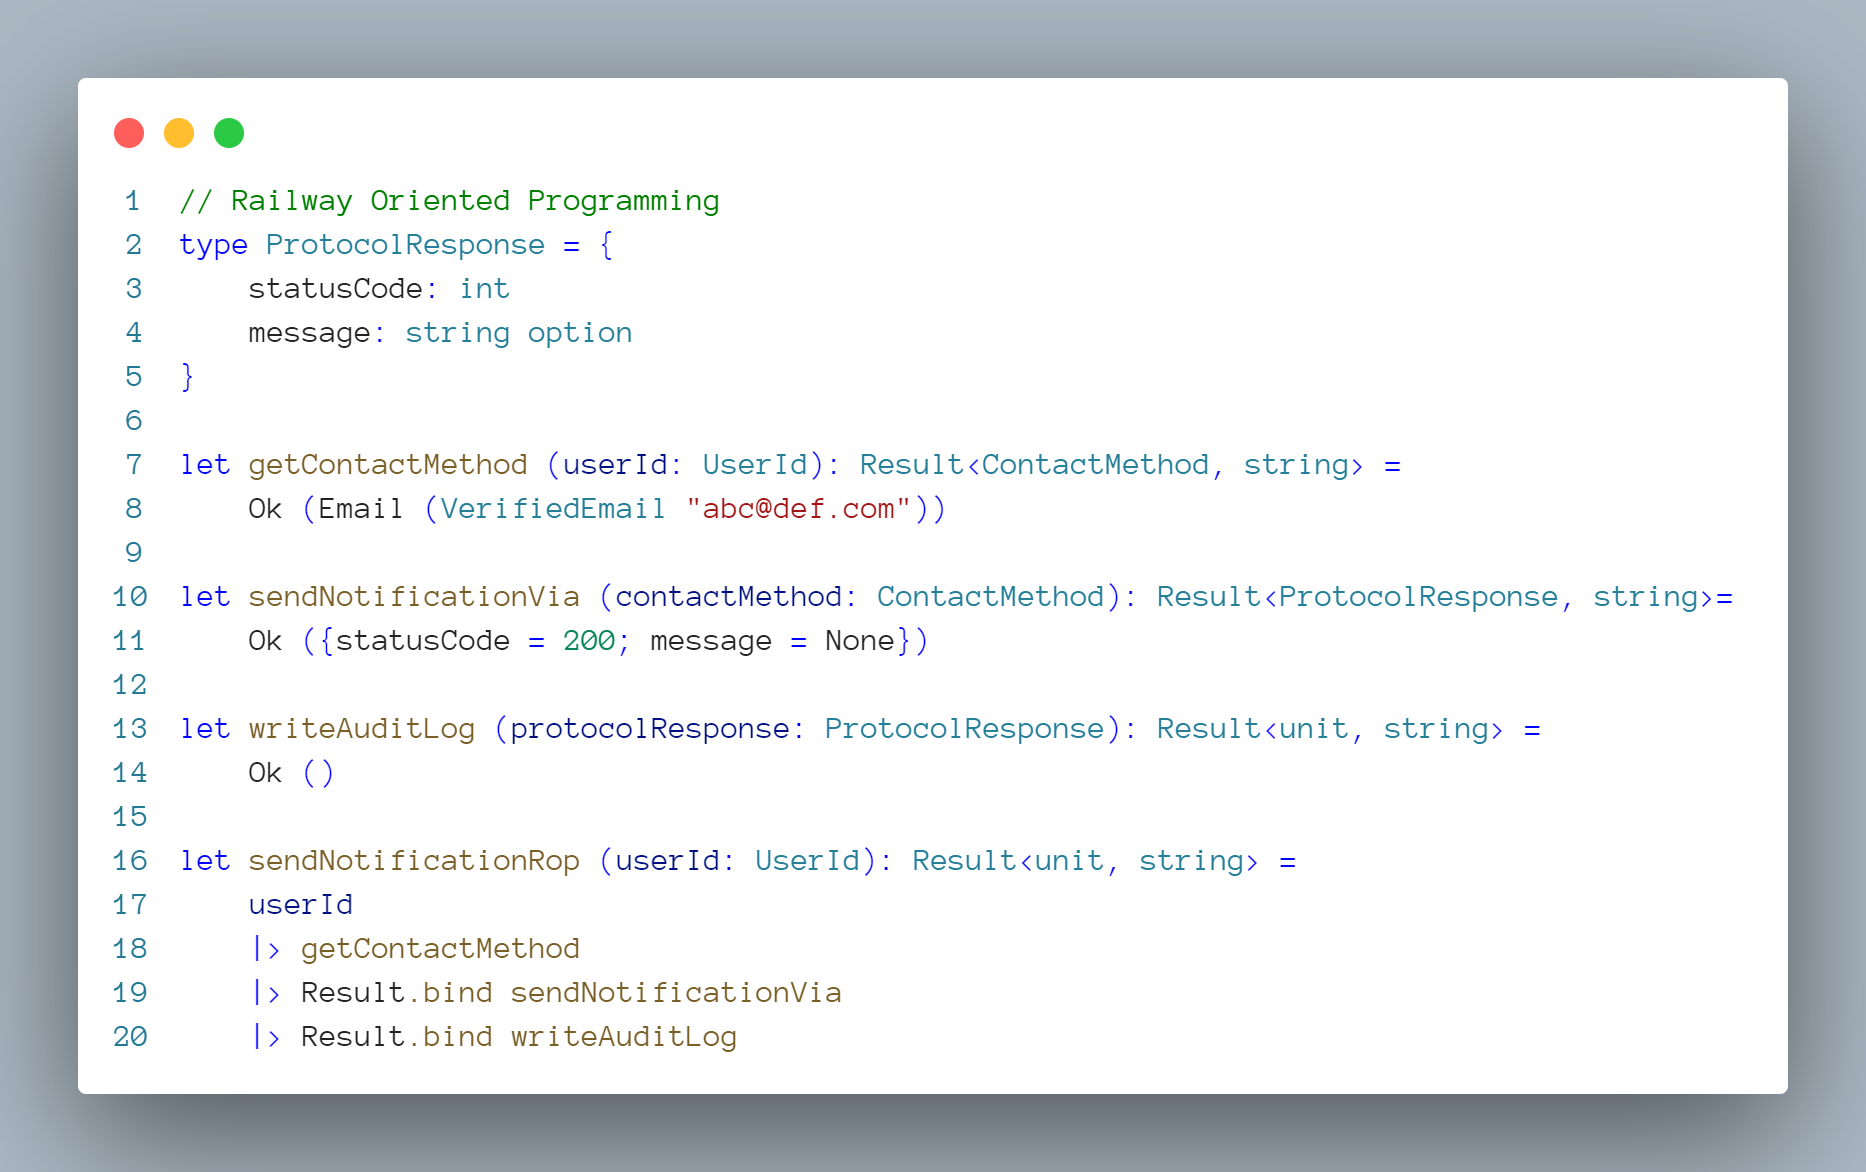 1 // Railway Oriented Programming
2 type ProtocolResponse = {
3     statusCode: int
4     message: string option
5 }
6
7 let getContactMethod (userId: UserId): Result<ContactMethod, string> =
8     Ok (Email (VerifiedEmail "abc@def.com"))
9
10 let sendNotificationVia (contactMethod: ContactMethod): Result<ProtocolResponse, string>=
11     Ok ({statusCode = 200; message = None})
12
13 let writeAuditLog (protocolResponse: ProtocolResponse): Result<unit, string> =
14     Ok ()
15
16 let sendNotificationRop (userId: UserId): Result<unit, string> =
17     userId
18     |> getContactMethod
19     |> Result.bind sendNotificationVia
20     |> Result.bind writeAuditLog